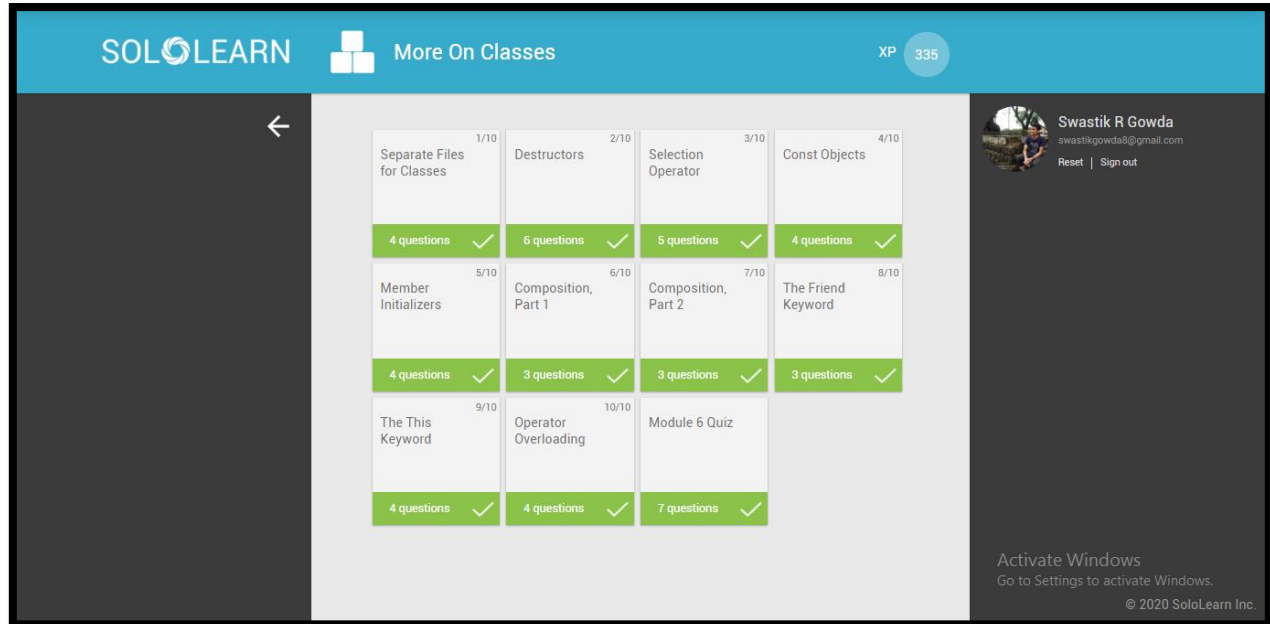 SOLOLEARN
More On Classes
XP 335
1/10
Separate Files
for Classes
4 questions
2/10
Destructors
6 questions
3/10
Selection
Operator
5 questions
4/10
Const Objects
4 questions
5/10
Member
Initializers
4 questions
6/10
Composition,
Part 1
3 questions
7/10
Composition,
Part 2
3 questions
8/10
The Friend
Keyword
3 questions
9/10
The This
Keyword
4 questions
10/10
Operator
Overloading
4 questions
Module 6 Quiz
7 questions
Swastik R Gowda
swastikgowda8@gmail.com
Reset | Sign out
Activate Windows
Go to Settings to activate Windows.
© 2020 SoloLearn Inc.